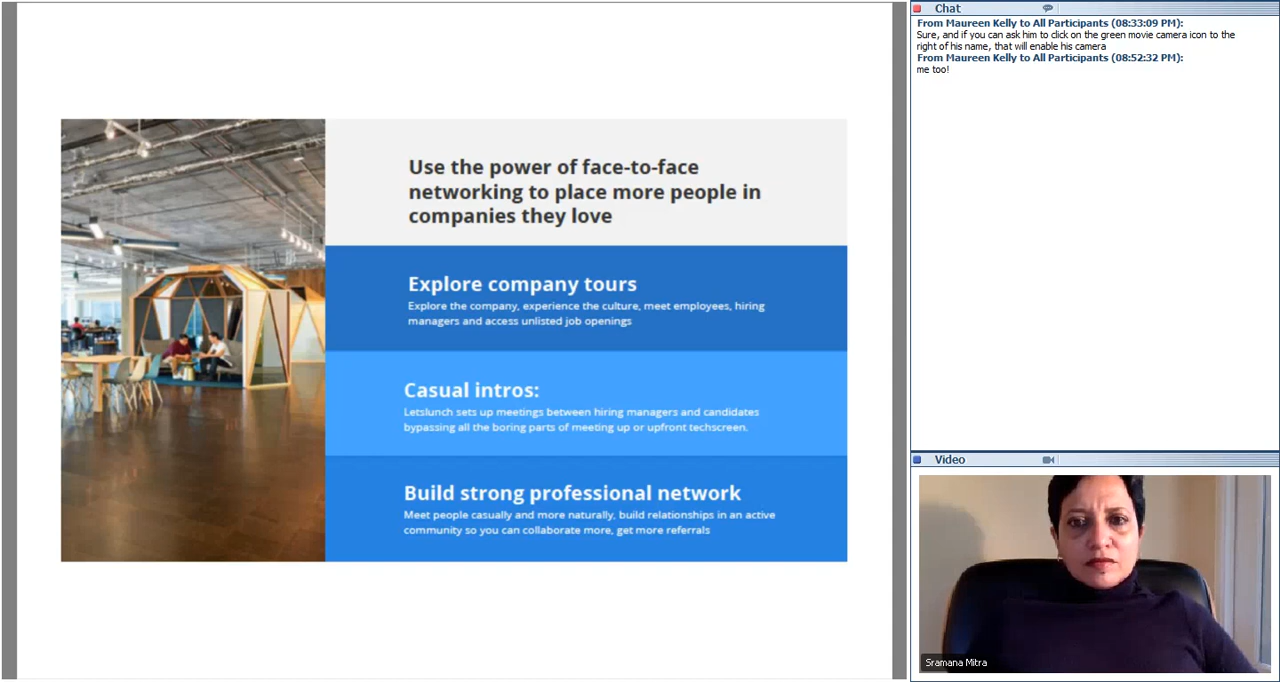 Use the power of face-to-face
networking to place more people in
companies they love
Explore company tours
Explore the company, experience the culture, meet employees, hiring
managers and access unlisted job openings
Casual intros:
Letslunch sets up meetings between hiring managers and candidates
bypassing all the boring parts of meeting up or upfront techscreen.
Build strong professional network
Meet people casually and more naturally, build relationships in an active
community so you can collaborate more, get more referrals
Chat
From Maureen Kelly to All Participants (08:33:09 PM):
Sure, and if you can ask him to click on the green movie camera icon to the
right of his name, that will enable his camera
From Maureen Kelly to All Participants (08:52:32 PM):
me too!
Video
Sramana Mitra